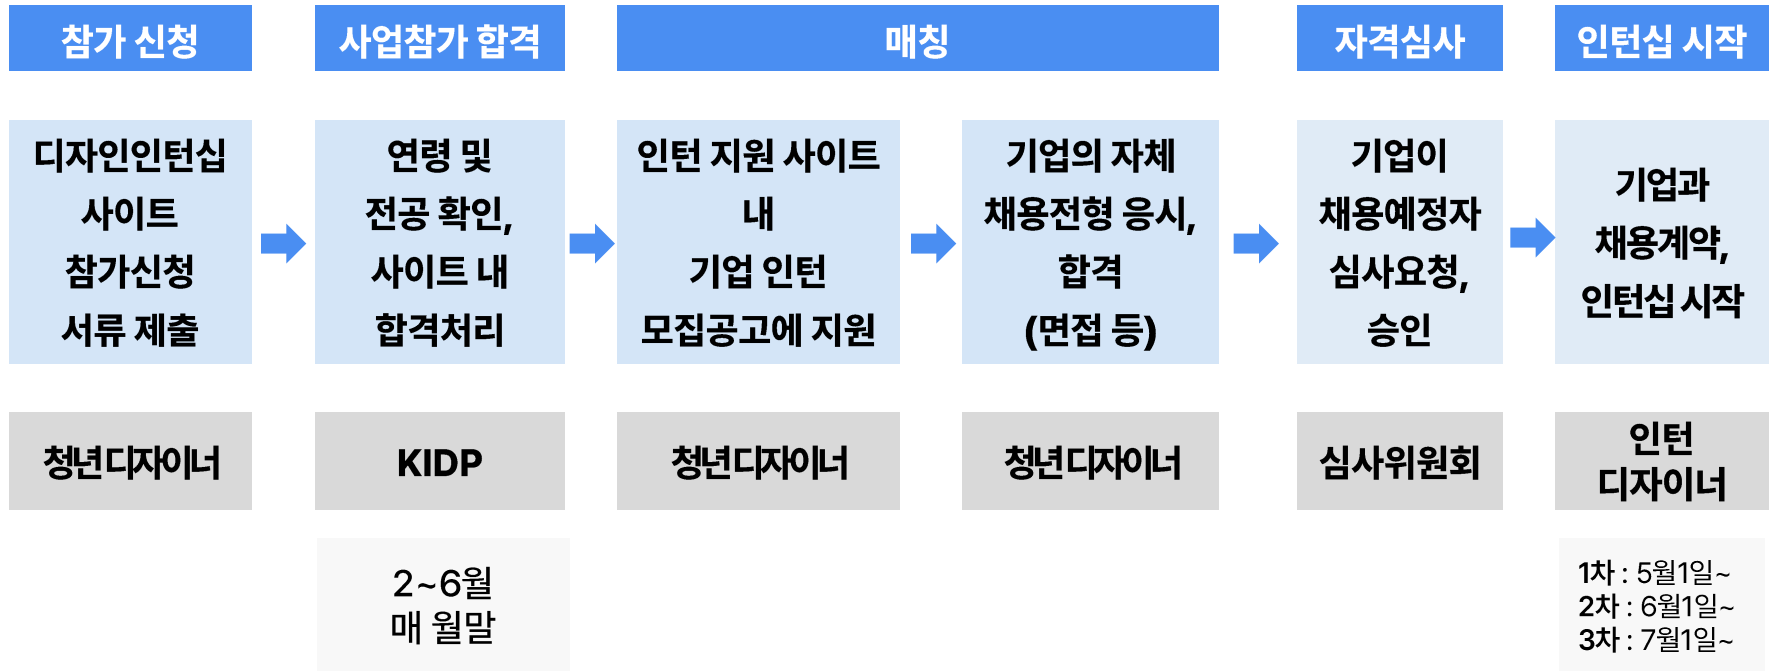 참가 신청
사업참가 합격
매칭
자격심사
인턴십 시작
디자인인턴십
사이트
참가신청
서류 제출
연령 및
전공 확인,
사이트 내
합격처리
인턴 지원 사이트
내
기업 인턴
모집공고에 지원
기업의 자체
채용전형 응시,
합격
(면접 등)
기업이
채용예정자
심사요청,
승인
기업과
채용계약,
인턴십 시작
청년디자이너
KIDP
청년디자이너
청년디자이너
심사위원회
인턴
디자이너
2~6월
매 월말
1차 : 5월1일~
2차 : 6월1일~
3차 : 7월1일~